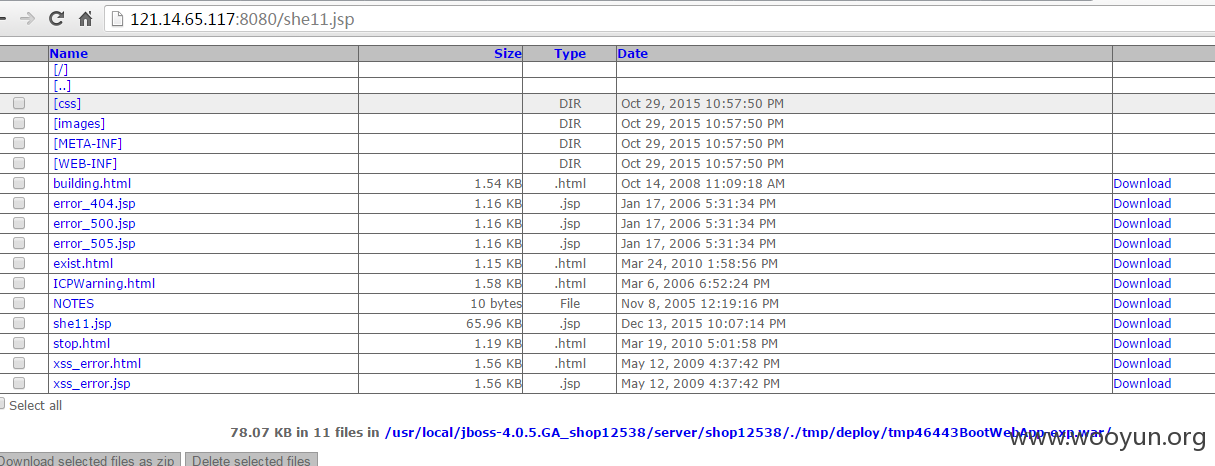 121.14.65.117:8080/she11.jsp
Name Size Type Date
[/]
[..]
[css] DIR Oct 29, 2015 10:57:50 PM
[images] DIR Oct 29, 2015 10:57:50 PM
[META-INF] DIR Oct 29, 2015 10:57:50 PM
[WEB-INF] DIR Oct 29, 2015 10:57:50 PM
building.html 1.54 KB .html Oct 14, 2008 11:09:18 AM Download
error_404.jsp 1.16 KB .jsp Jan 17, 2006 5:31:34 PM Download
error_500.jsp 1.16 KB .jsp Jan 17, 2006 5:31:34 PM Download
error_505.jsp 1.16 KB .jsp Jan 17, 2006 5:31:34 PM Download
exist.html 1.15 KB .html Mar 24, 2010 1:58:56 PM Download
ICPWarning.html 1.58 KB .html Mar 6, 2006 6:52:24 PM Download
NOTES 10 bytes File Nov 8, 2005 12:19:16 PM Download
she11.jsp 65.96 KB .jsp Dec 13, 2015 10:07:14 PM Download
stop.html 1.19 KB .html Mar 19, 2010 5:01:58 PM Download
xss_error.html 1.56 KB .html May 12, 2009 4:37:42 PM Download
xss_error.jsp 1.56 KB .jsp May 12, 2009 4:37:42 PM Download
Select all
78.07 KB in 11 files in /usr/local/jboss-4.0.5.GA_shop12538/server/shop12538/./tmp/deploy/tmp46443BootWebApp-exp.war/
www.wooyun.org
Download selected files as zip Delete selected files